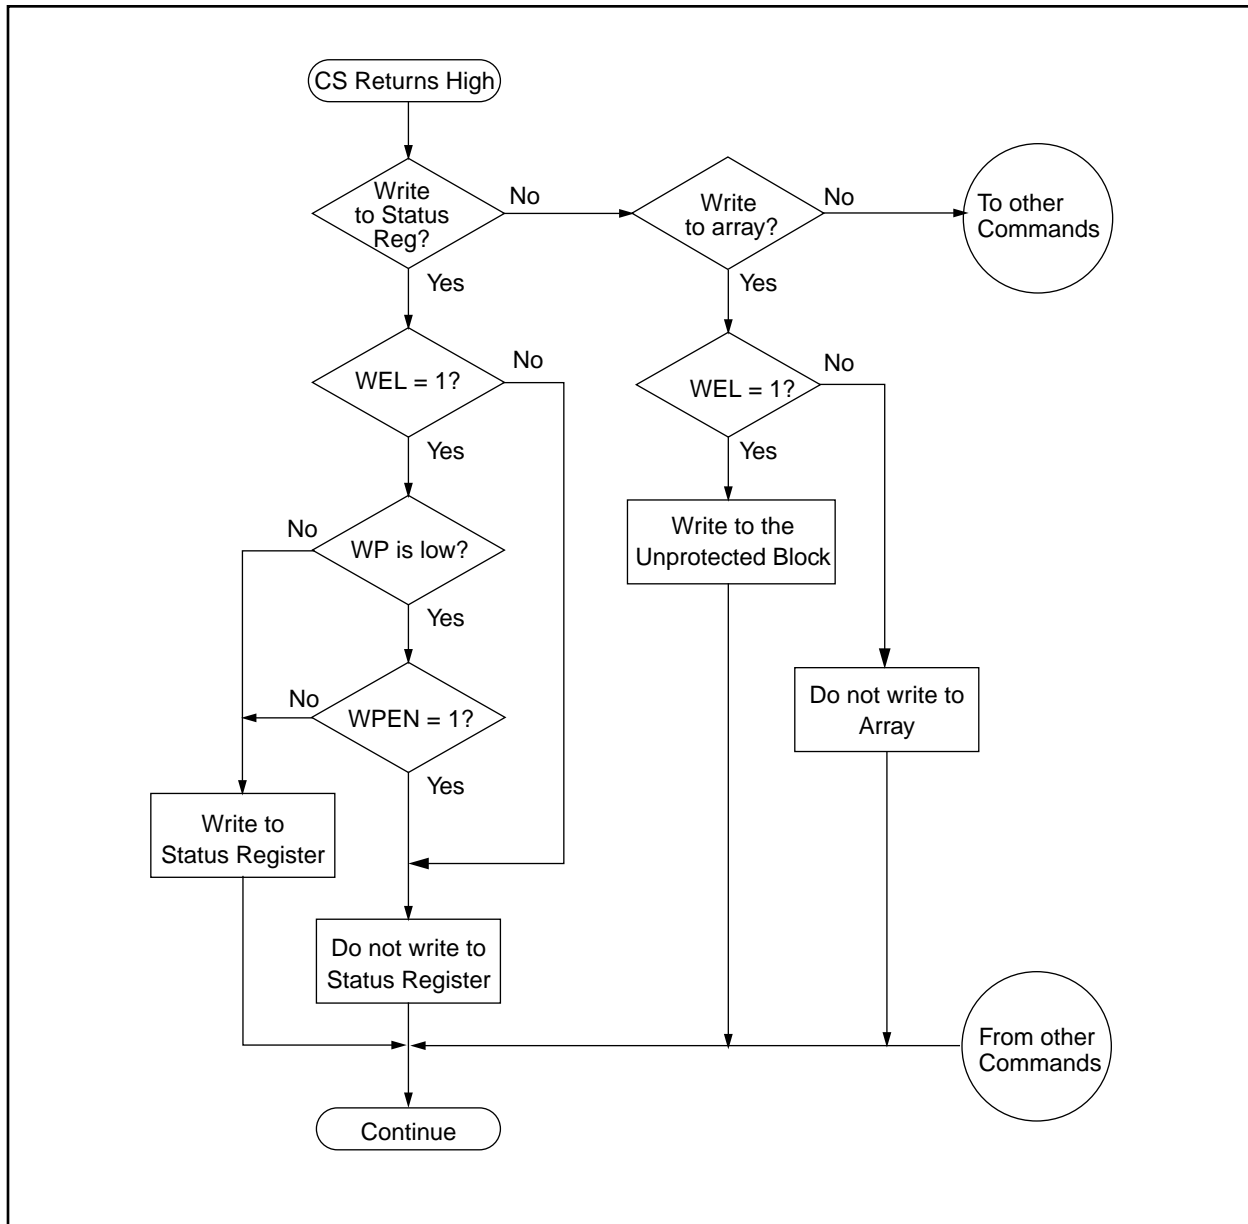 CS Returns High
Write
to Status
Reg?
No
Write
to array?
No
To other
Commands
Yes
Yes
WEL = 1?
No
WEL = 1?
No
Yes
Yes
No
WP is low?
Write to the
Unprotected Block
Yes
No
WPEN = 1?
Do not write to
Array
Yes
Write to
Status Register
Do not write to
Status Register
From other
Commands
Continue